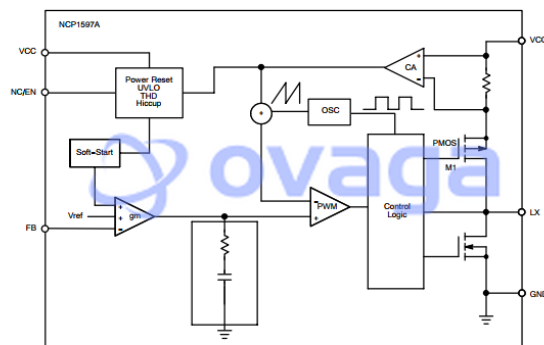 NCP1597A
VCC
NC/EN
Power Reset
UVLO
THD
Hiccup
Soft-Start
Vref
FB
gm
+
+
-
+
OSC
CA
+
-
PWM
-
+
Control
Logic
PMOS
M1
VCC
LX
GND
ovaga